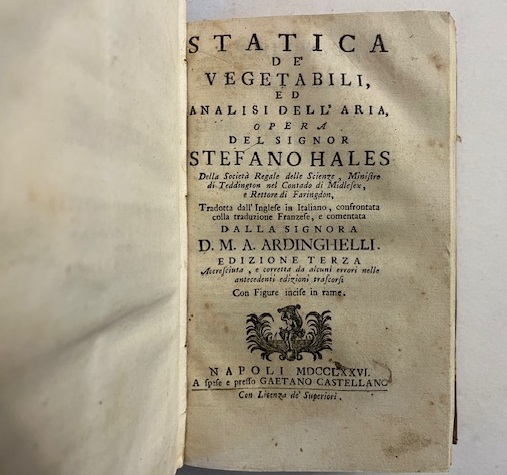 STATICA
DE'
VEGETABILI,
ED
ANALISI DELL' ARIA,
OPERA
DEL SIGNOR
STEFANO HALES
Della Società Regale delle Scienze, Ministro
di Teddington nel Contado di Midlesex,
e Rettore di Faringdon,
Tradotta dall' Inglese in Italiano, confrontata
colla traduzione Franzese, e comentata
DALLA SIGNORA
D. M. A. ARDINGHELLI.
EDIZIONE TERZA
Accresciuta, e corretta da alcuni errori nelle
antecedenti edizioni trascorsi
Con Figure incise in rame.
NAPOLI MDCCLXXVI.
A spese e presso GAETANO CASTELLANO
Con Licenza de' Superiori.